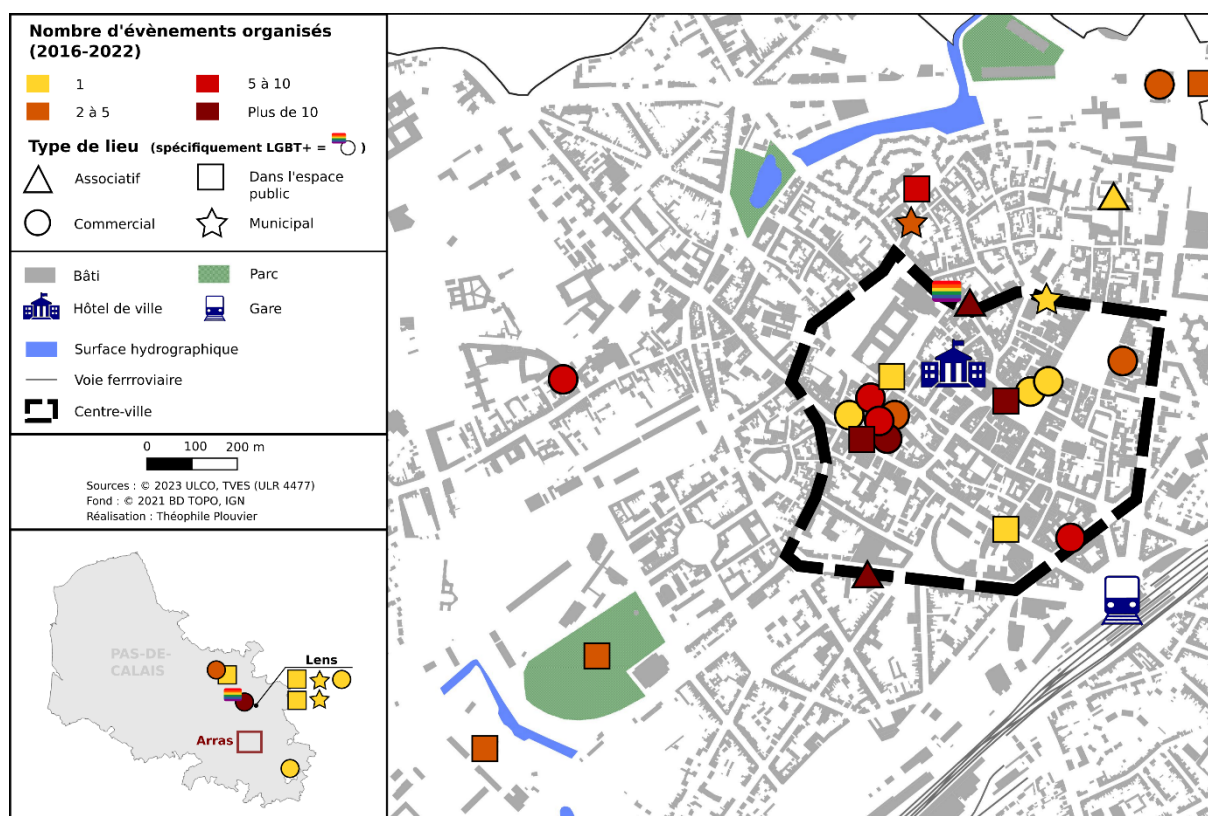 Nombre d'évènements organisés
(2016-2022)
1
5 à 10
2 à 5
Plus de 10
Type de lieu (spécifiquement LGBT+ = )
Associatif
Dans l'espace
public
Commercial
Municipal
Bâti
Parc
Hôtel de ville
Gare
Surface hydrographique
Voie ferrroviaire
Centre-ville
0 100 200 m
Sources : © 2023 ULCO, TVES (ULR 4477)
Fond : © 2021 BD TOPO, IGN
Réalisation : Théophile Plouvier
PAS-DE-
CALAIS
Lens
Arras